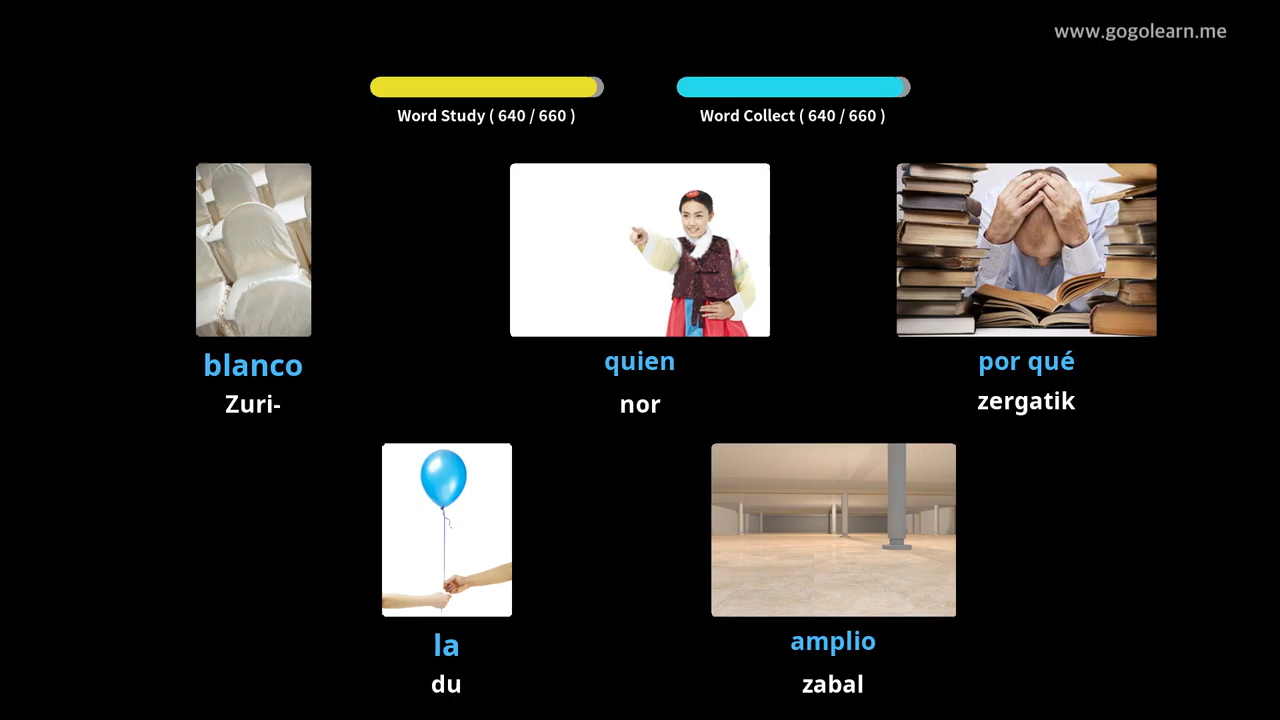 www.gogolearn.me
Word Study ( 640 / 660 )
Word Collect ( 640 / 660 )
blanco
Zuri-
quien
nor
por qué
zergatik
la
du
amplio
zabal